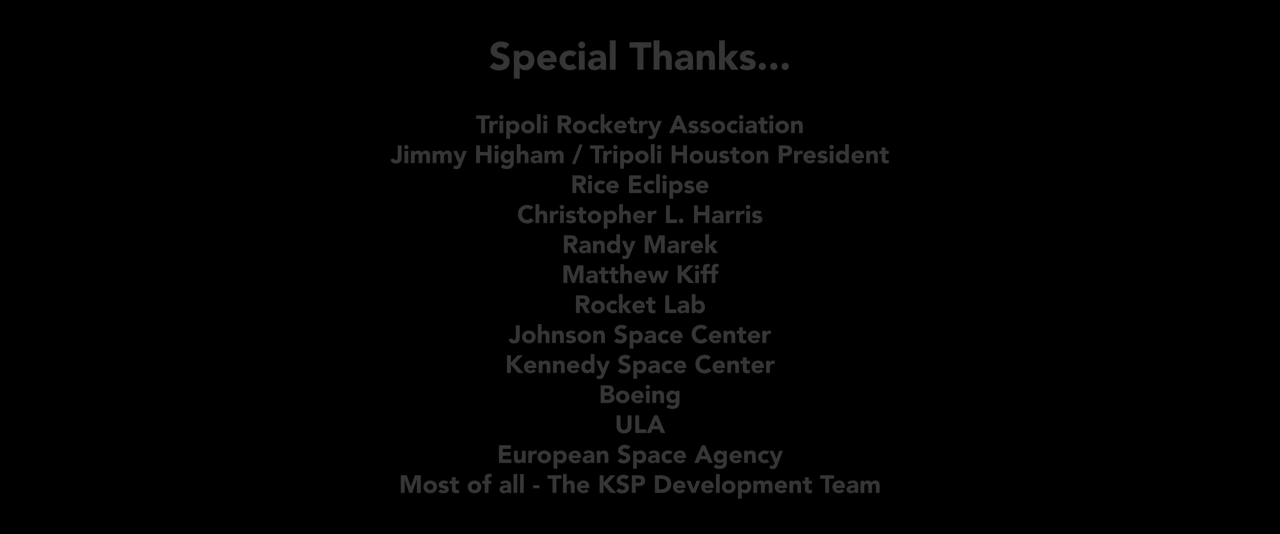 Special Thanks...
Tripoli Rocketry Association
Jimmy Higham / Tripoli Houston President
Rice Eclipse
Christopher L. Harris
Randy Marek
Matthew Kiff
Rocket Lab
Johnson Space Center
Kennedy Space Center
Boeing
ULA
European Space Agency
Most of all - The KSP Development Team